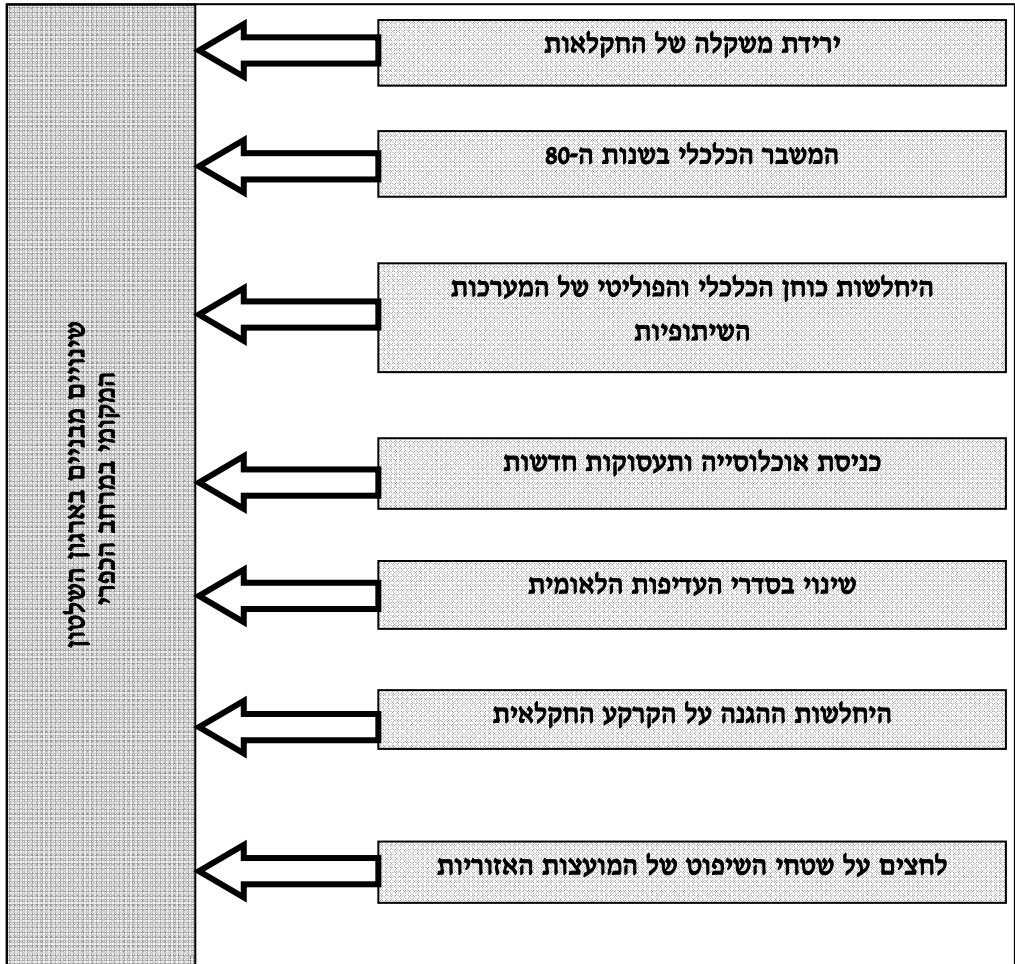 ירידת משקלה של החקלאות
המשבר הכלכלי בשנות ה-80
היחלשות כוחן הכלכלי והפוליטי של המערכות
השיתופיות
כניסת אוכלוסייה ותעסוקות חדשות
שינוי בסדרי העדיפות הלאומית
היחלשות ההגנה על הקרקע החקלאית
לחצים על שטחי השיפוט של המועצות האזוריות
שינויים מבניים בארגון השלטון
המקומי במרחב הכפרי